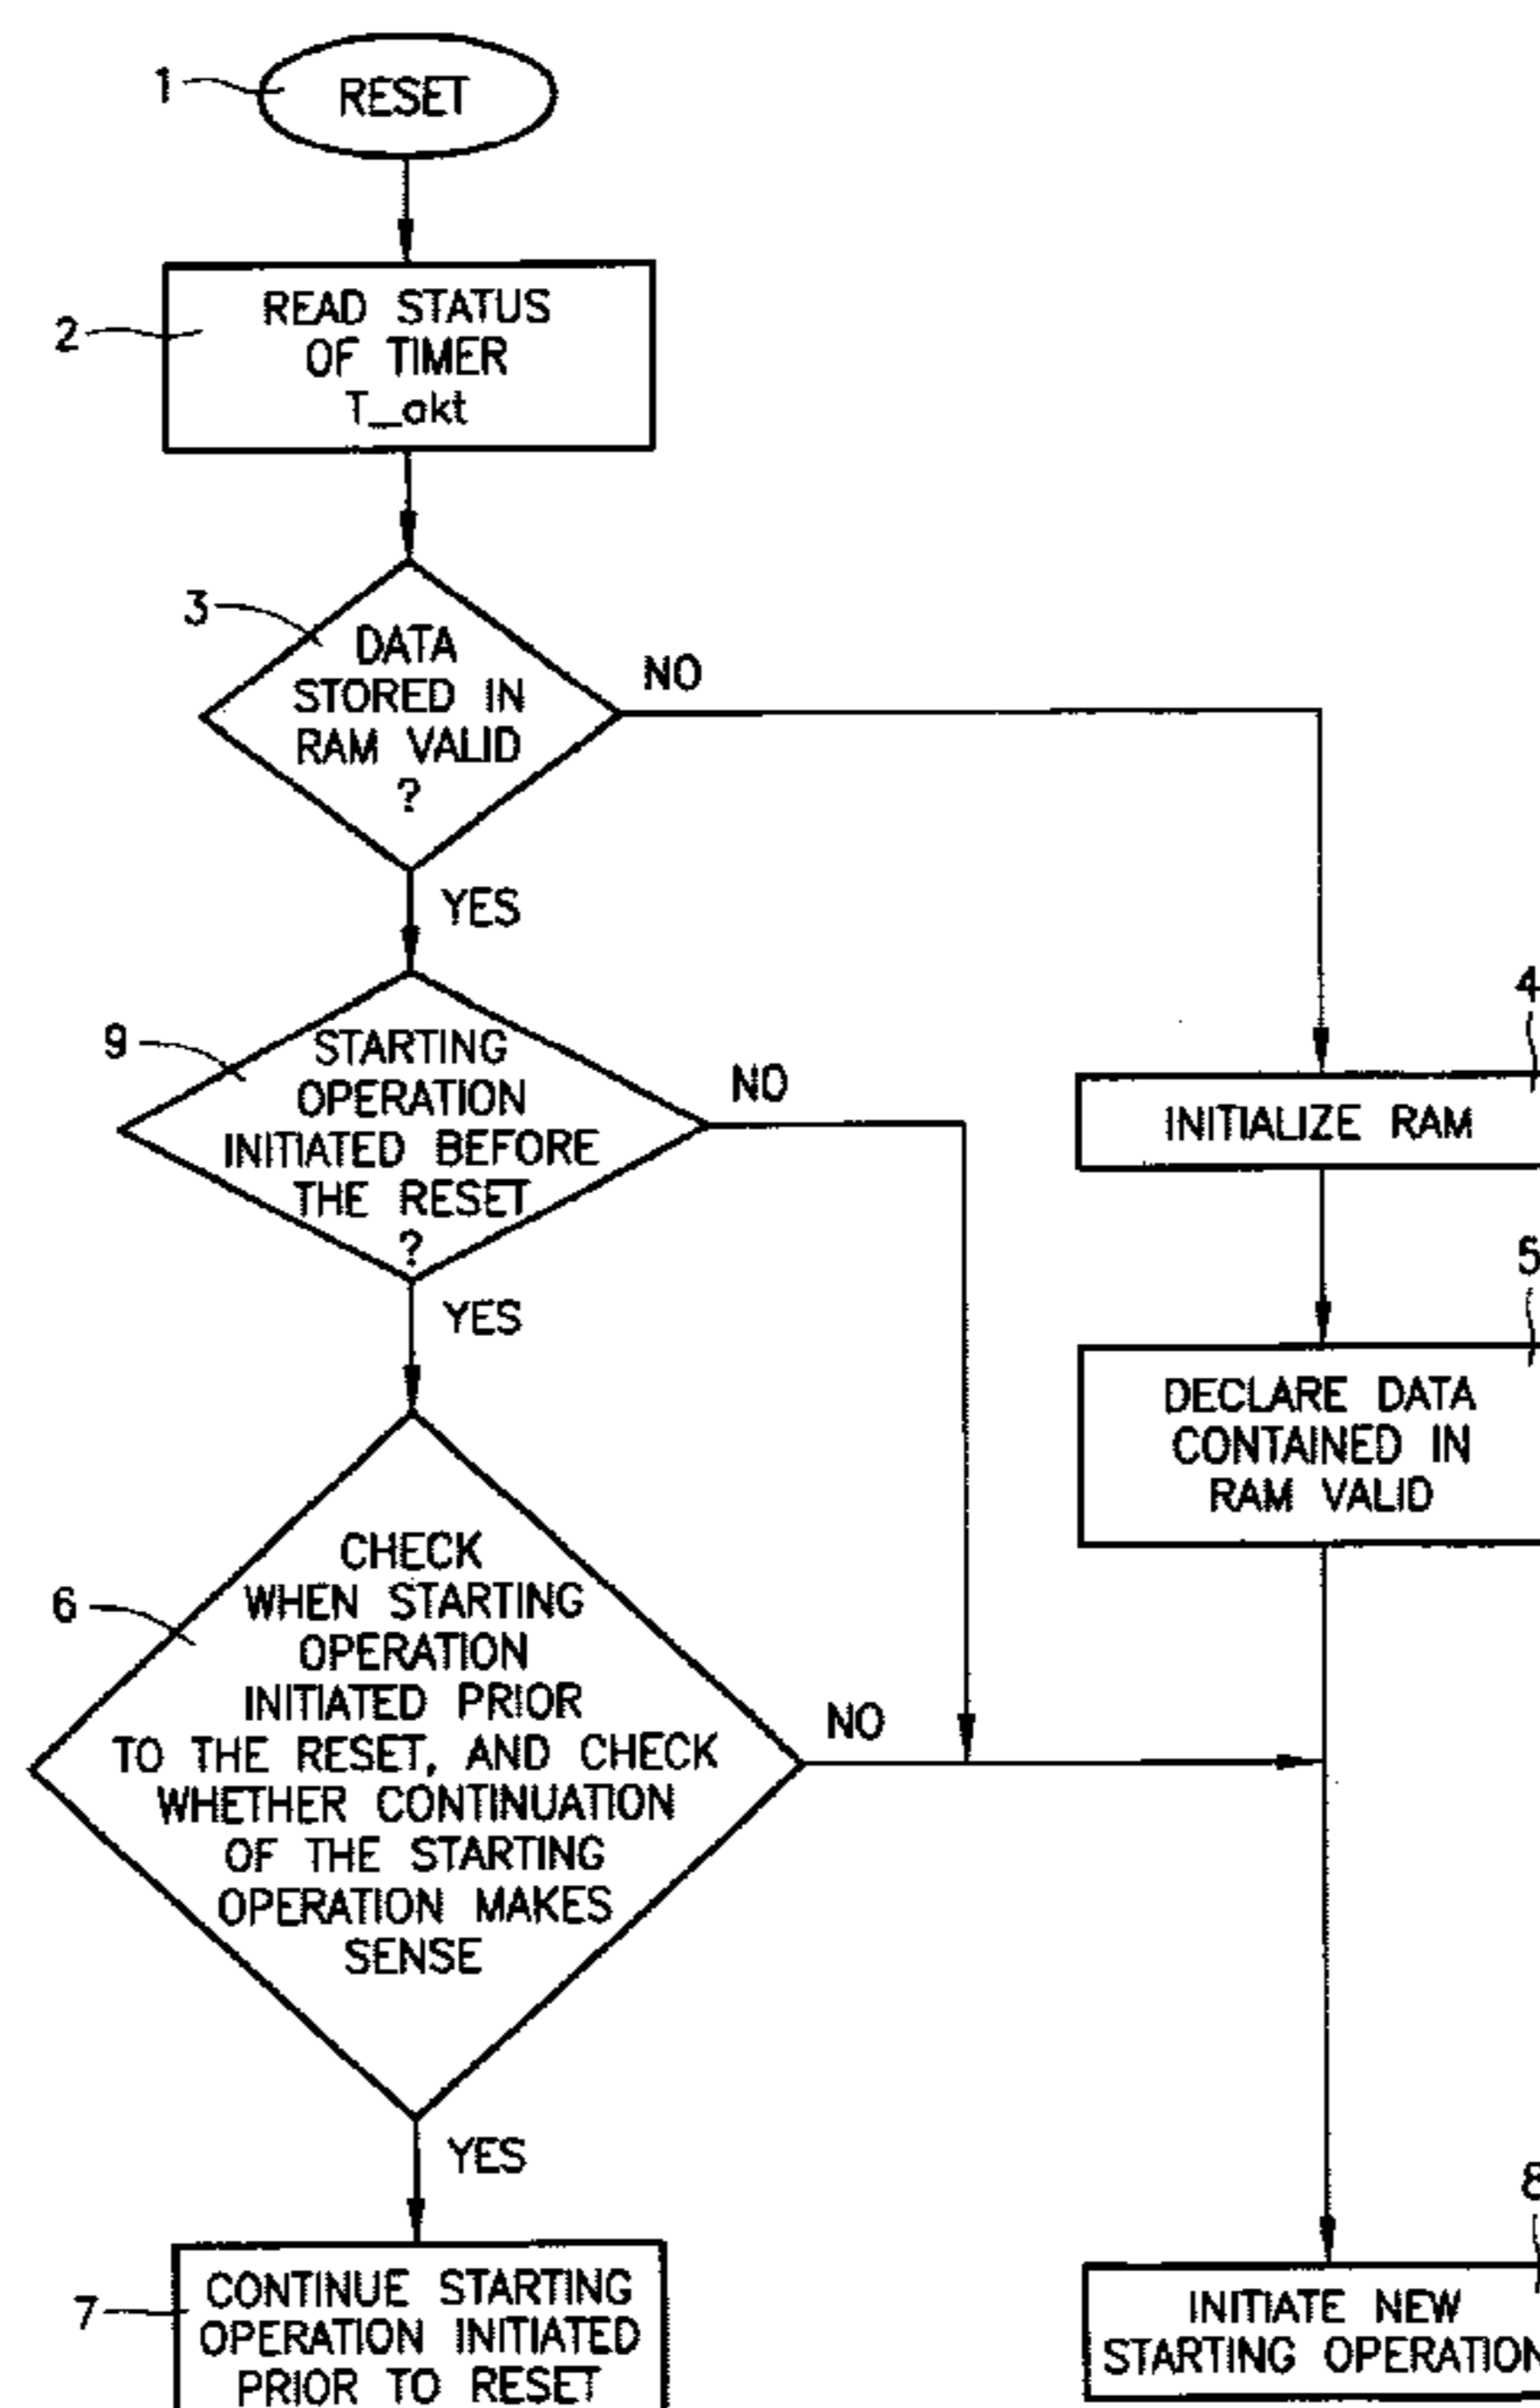 1
RESET
2
READ STATUS
OF TIMER
T_akt
3
DATA
STORED IN
RAM VALID
?
NO
YES
9
STARTING
OPERATION
INITIATED BEFORE
THE RESET
?
NO
YES
4
INITIALIZE RAM
5
DECLARE DATA
CONTAINED IN
RAM VALID
6
CHECK
WHEN STARTING
OPERATION
INITIATED PRIOR
TO THE RESET, AND CHECK
WHETHER CONTINUATION
OF THE STARTING
OPERATION MAKES
SENSE
NO
YES
7
CONTINUE STARTING
OPERATION INITIATED
PRIOR TO RESET
8
INITIATE NEW
STARTING OPERATION